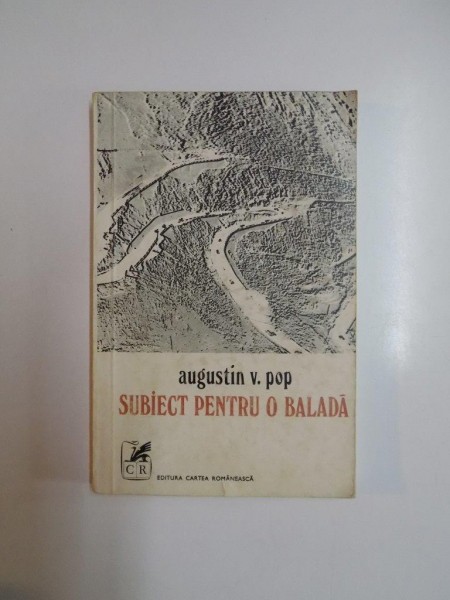 augustin v. pop
SUBIECT PENTRU O BALADĂ
CR
EDITURA CARTEA ROMÂNEASCĂ